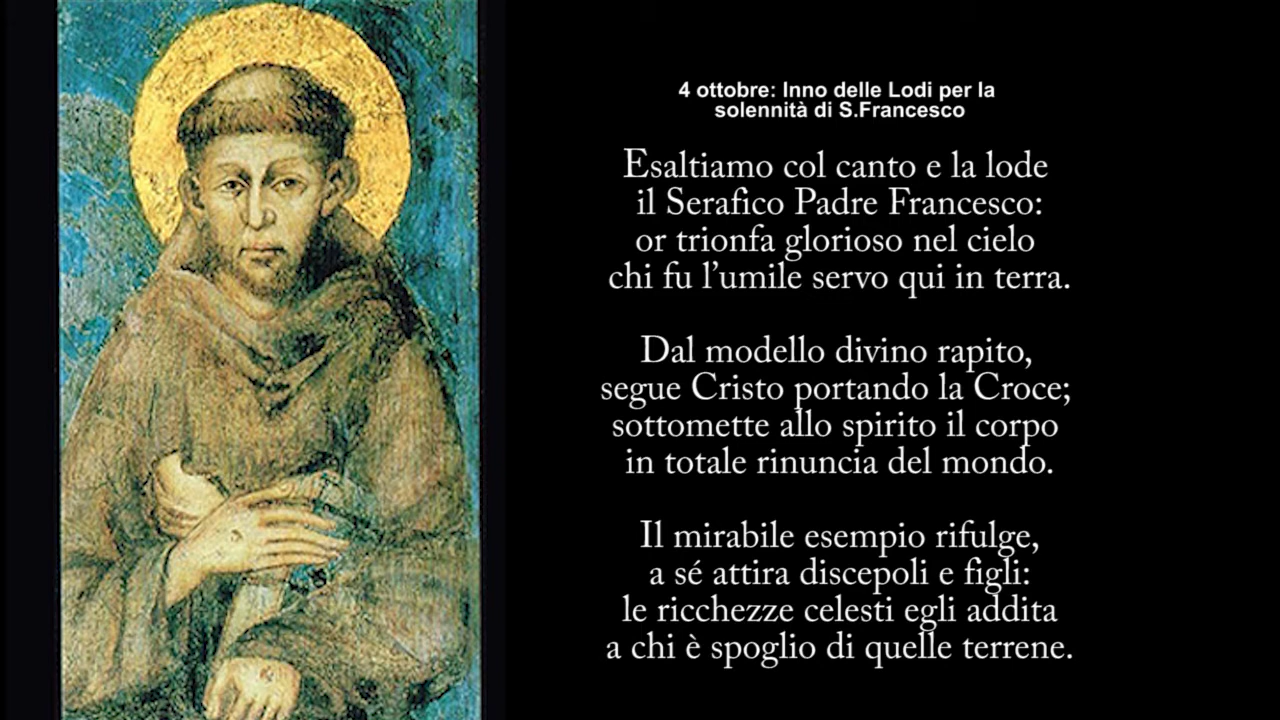 4 ottobre: Inno delle Lodi per la
solennità di S.Francesco
Esaltiamo col canto e la lode
il Serafico Padre Francesco:
or trionfa glorioso nel cielo
chi fu l’umile servo qui in terra.
Dal modello divino rapito,
segue Cristo portando la Croce;
sottomette allo spirito il corpo
in totale rinuncia del mondo.
Il mirabile esempio rifulge,
a sé attira discepoli e figli:
le ricchezze celesti egli addita
a chi è spoglio di quelle terrene.